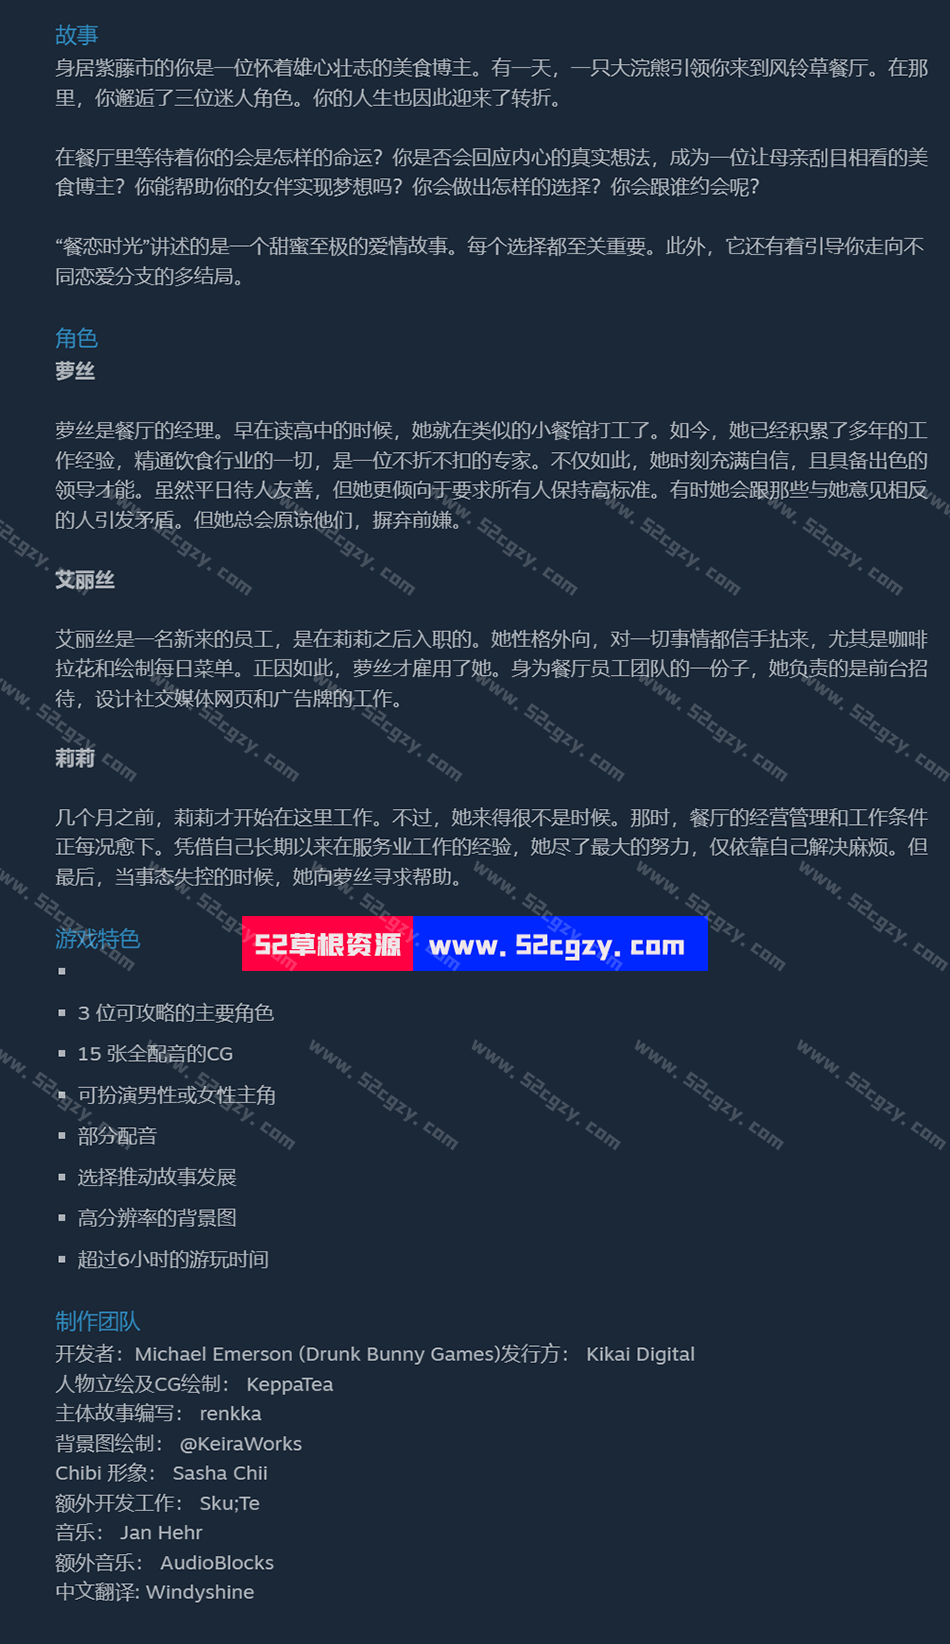 故事
身居紫藤市的你是一位怀着雄心壮志的美食博主。有一天，一只大浣熊引领你来到风铃草餐厅。在那
里，你邂逅了三位迷人角色。你的人生也因此迎来了转折。
在餐厅里等待着你的会是怎样的命运？你是否会回应内心的真实想法，成为一位让母亲刮目相看的美
食博主？你能帮助你的女伴实现梦想吗？你会做出怎样的选择？你会跟谁约会呢？
“餐恋时光”讲述的是一个甜蜜至极的爱情故事。每个选择都至关重要。此外，它还有着引导你走向不
同恋爱分支的多结局。
角色
萝丝
萝丝是餐厅的经理。早在读高中的时候，她就在类似的小餐馆打工了。如今，她已经积累了多年的工
作经验，精通饮食行业的一切，是一位不折不扣的专家。不仅如此，她时刻充满自信，且具备出色的
领导才能。虽然平日待人友善，但她更倾向于要求所有人保持高标准。有时她会跟那些与她意见相反
的人引发矛盾。但她总会原谅他们，摒弃前嫌。
艾丽丝
艾丽丝是一名新来的员工，是在莉莉之后入职的。她性格外向，对一切事情都信手拈来，尤其是咖啡
拉花和绘制每日菜单。正因如此，萝丝才雇用了她。身为餐厅员工团队的一份子，她负责的是前台招
待，设计社交媒体网页和广告牌的工作。
莉莉
几个月之前，莉莉才开始在这里工作。不过，她来得很不是时候。那时，餐厅的经营管理和工作条件
正每况愈下。凭借自己长期以来在服务业工作的经验，她尽了最大的努力，仅依靠自己解决麻烦。但
最后，当事态失控的时候，她向萝丝寻求帮助。
游戏特色
52草根资源 www.52cgzy.com
3 位可攻略的主要角色
15 张全配音的CG
可扮演男性或女性主角
部分配音
选择推动故事发展
高分辨率的背景图
超过6小时的游玩时间
制作团队
开发者：Michael Emerson (Drunk Bunny Games)发行方： Kikai Digital
人物立绘及CG绘制： KeppaTea
主体故事编写： renkka
背景图绘制： @KeiraWorks
Chibi 形象： Sasha Chii
额外开发工作： Sku;Te
音乐： Jan Hehr
额外音乐： AudioBlocks
中文翻译: Windyshine